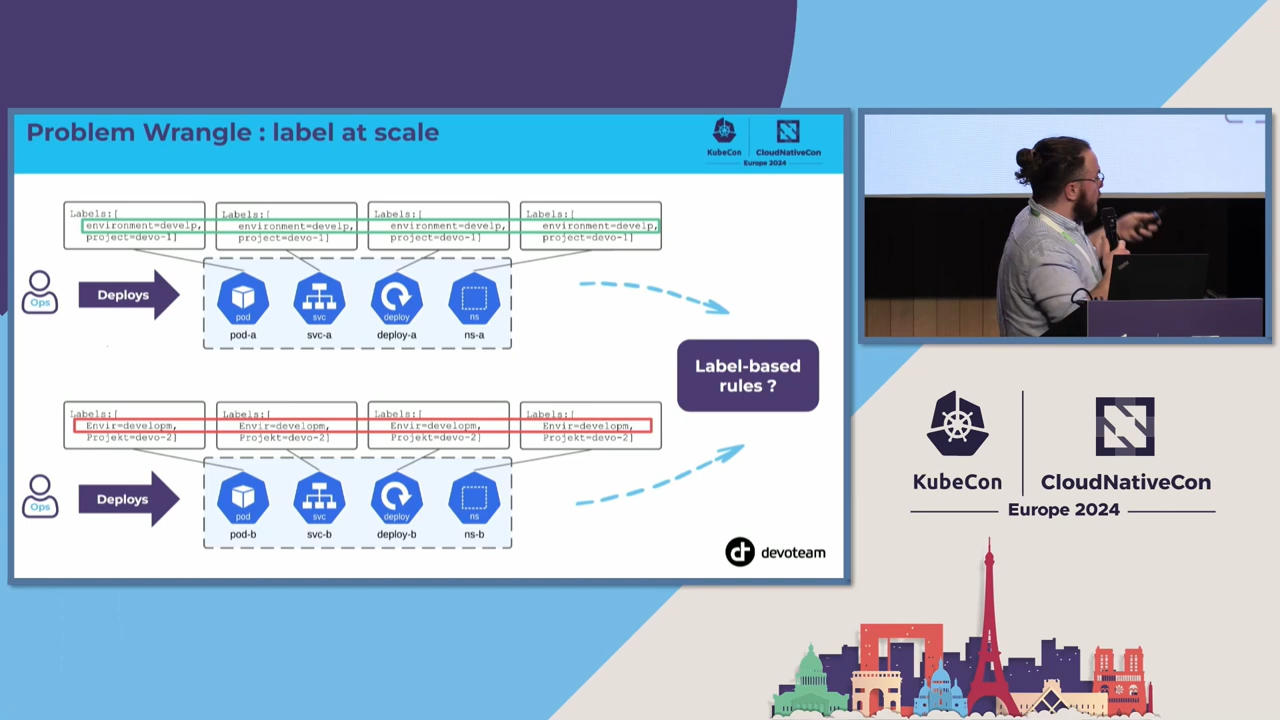 Problem Wrangle : label at scale
KubeCon
CloudNativeCon
Europe 2024
Labels:[
environment=develp,
project=devo-1]
Labels:[
environment=develp,
project=devo-1]
Labels:[
environment=develp,
project=devo-1]
Labels:[
environment=develp,
project=devo-1]
Ops
Deploys
pod
svc
deploy
ns
pod-a
svc-a
deploy-a
ns-a
Label-based
rules ?
Labels:[
Envir=developm,
Projekt=devo-2]
Labels:[
Envir=developm,
Projekt=devo-2]
Labels:[
Envir=developm,
Projekt=devo-2]
Labels:[
Envir=developm,
Projekt=devo-2]
Ops
Deploys
pod
svc
deploy
ns
pod-b
svc-b
deploy-b
ns-b
dt devoteam
KubeCon
CloudNativeCon
Europe 2024